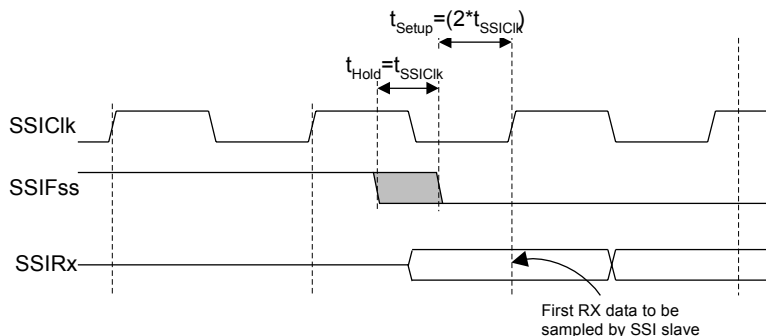 tSetup=(2*tSSIClk)
tHold=tSSIClk
SSIClk
SSIFss
SSIRx
First RX data to be
sampled by SSI slave